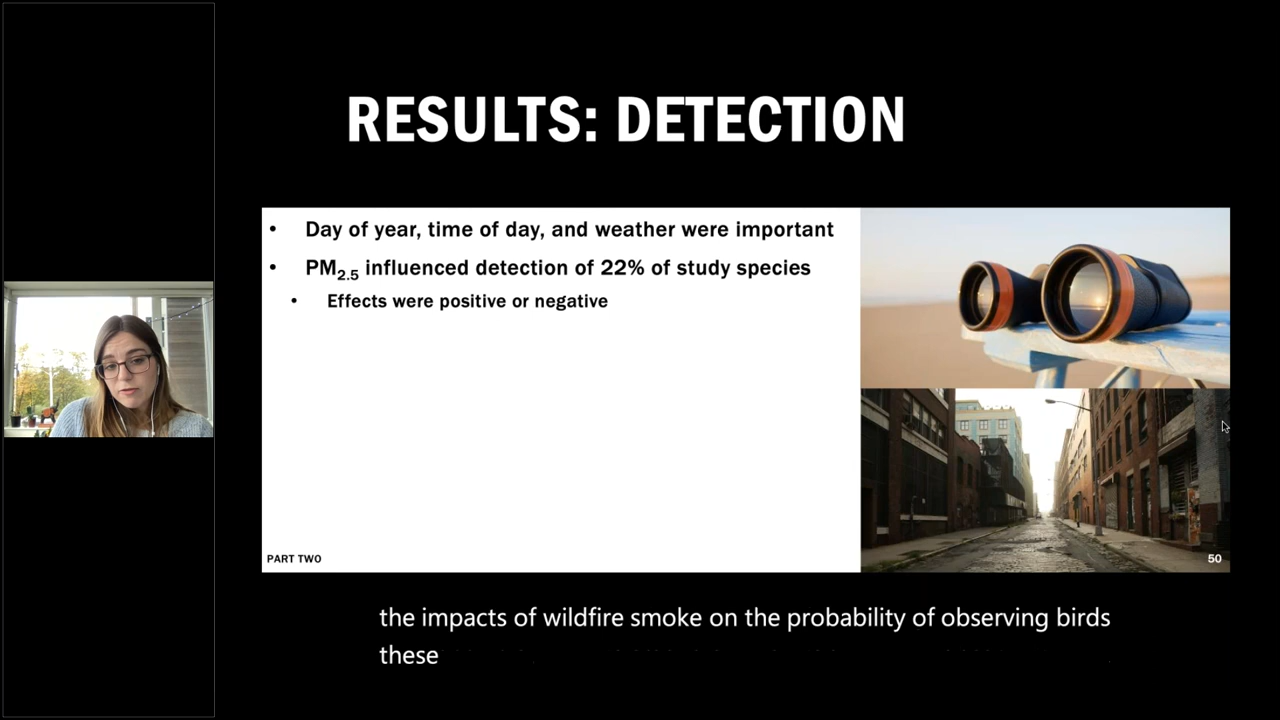 RESULTS: DETECTION
• Day of year, time of day, and weather were important
• PM2.5 influenced detection of 22% of study species
• Effects were positive or negative
PART TWO
50
the impacts of wildfire smoke on the probability of observing birds
these